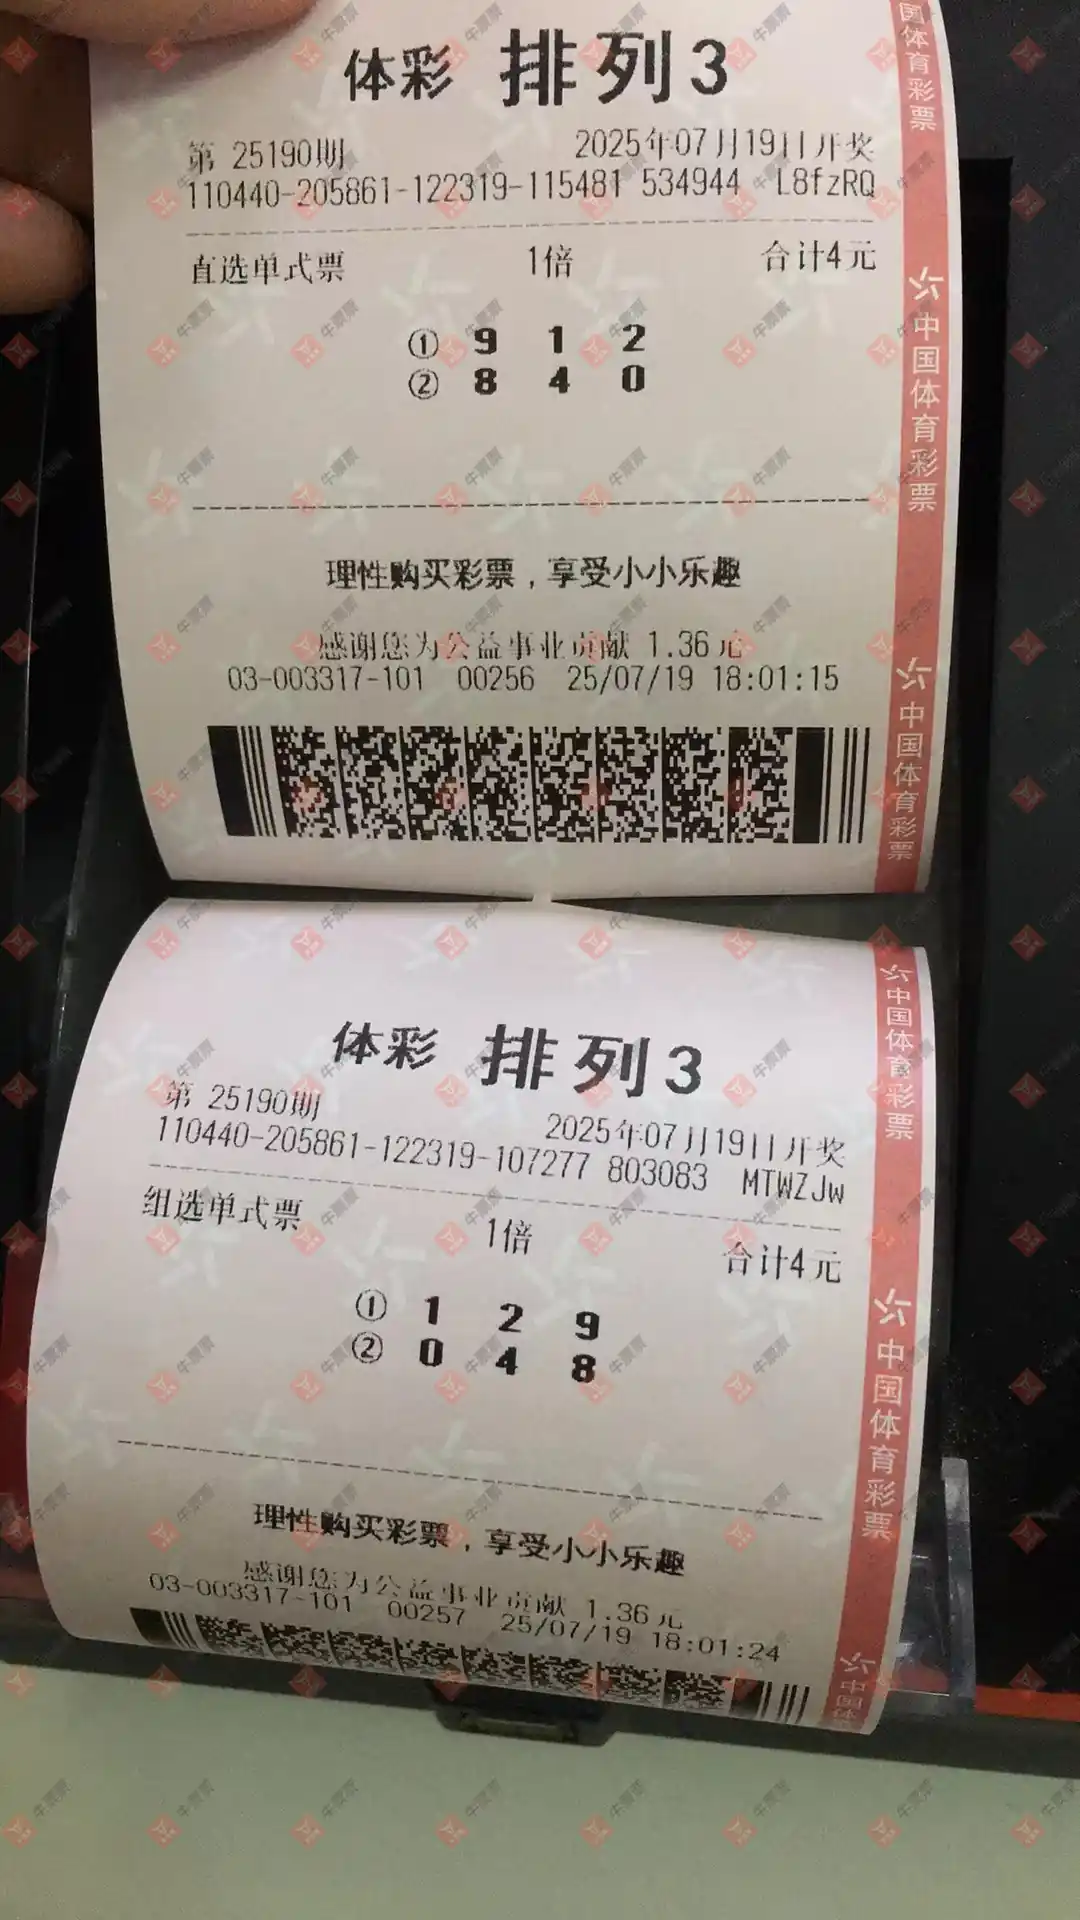 体彩 排列3
第 25190期 2025年07月19日开奖
110440-205861-122319-115481 534944 L8fzRQ
直选单式票 1倍 合计4元
① 9 1 2
② 8 4 0
理性购买彩票，享受小小乐趣
感谢您为公益事业贡献 1.36元
03-003317-101 00256 25/07/19 18:01:15
国体育彩票
中国体育彩票
中国体育彩票
体彩 排列3
第 25190期 2025年07月19日开奖
110440-205861-122319-107277 803083 MTWZJw
组选单式票 1倍 合计4元
① 1 2 9
② 0 4 8
理性购买彩票，享受小小乐趣
感谢您为公益事业贡献 1.36元
03-003317-101 00257 25/07/19 18:01:24
中国体育彩票
中国体育彩票
中国体
牛票票